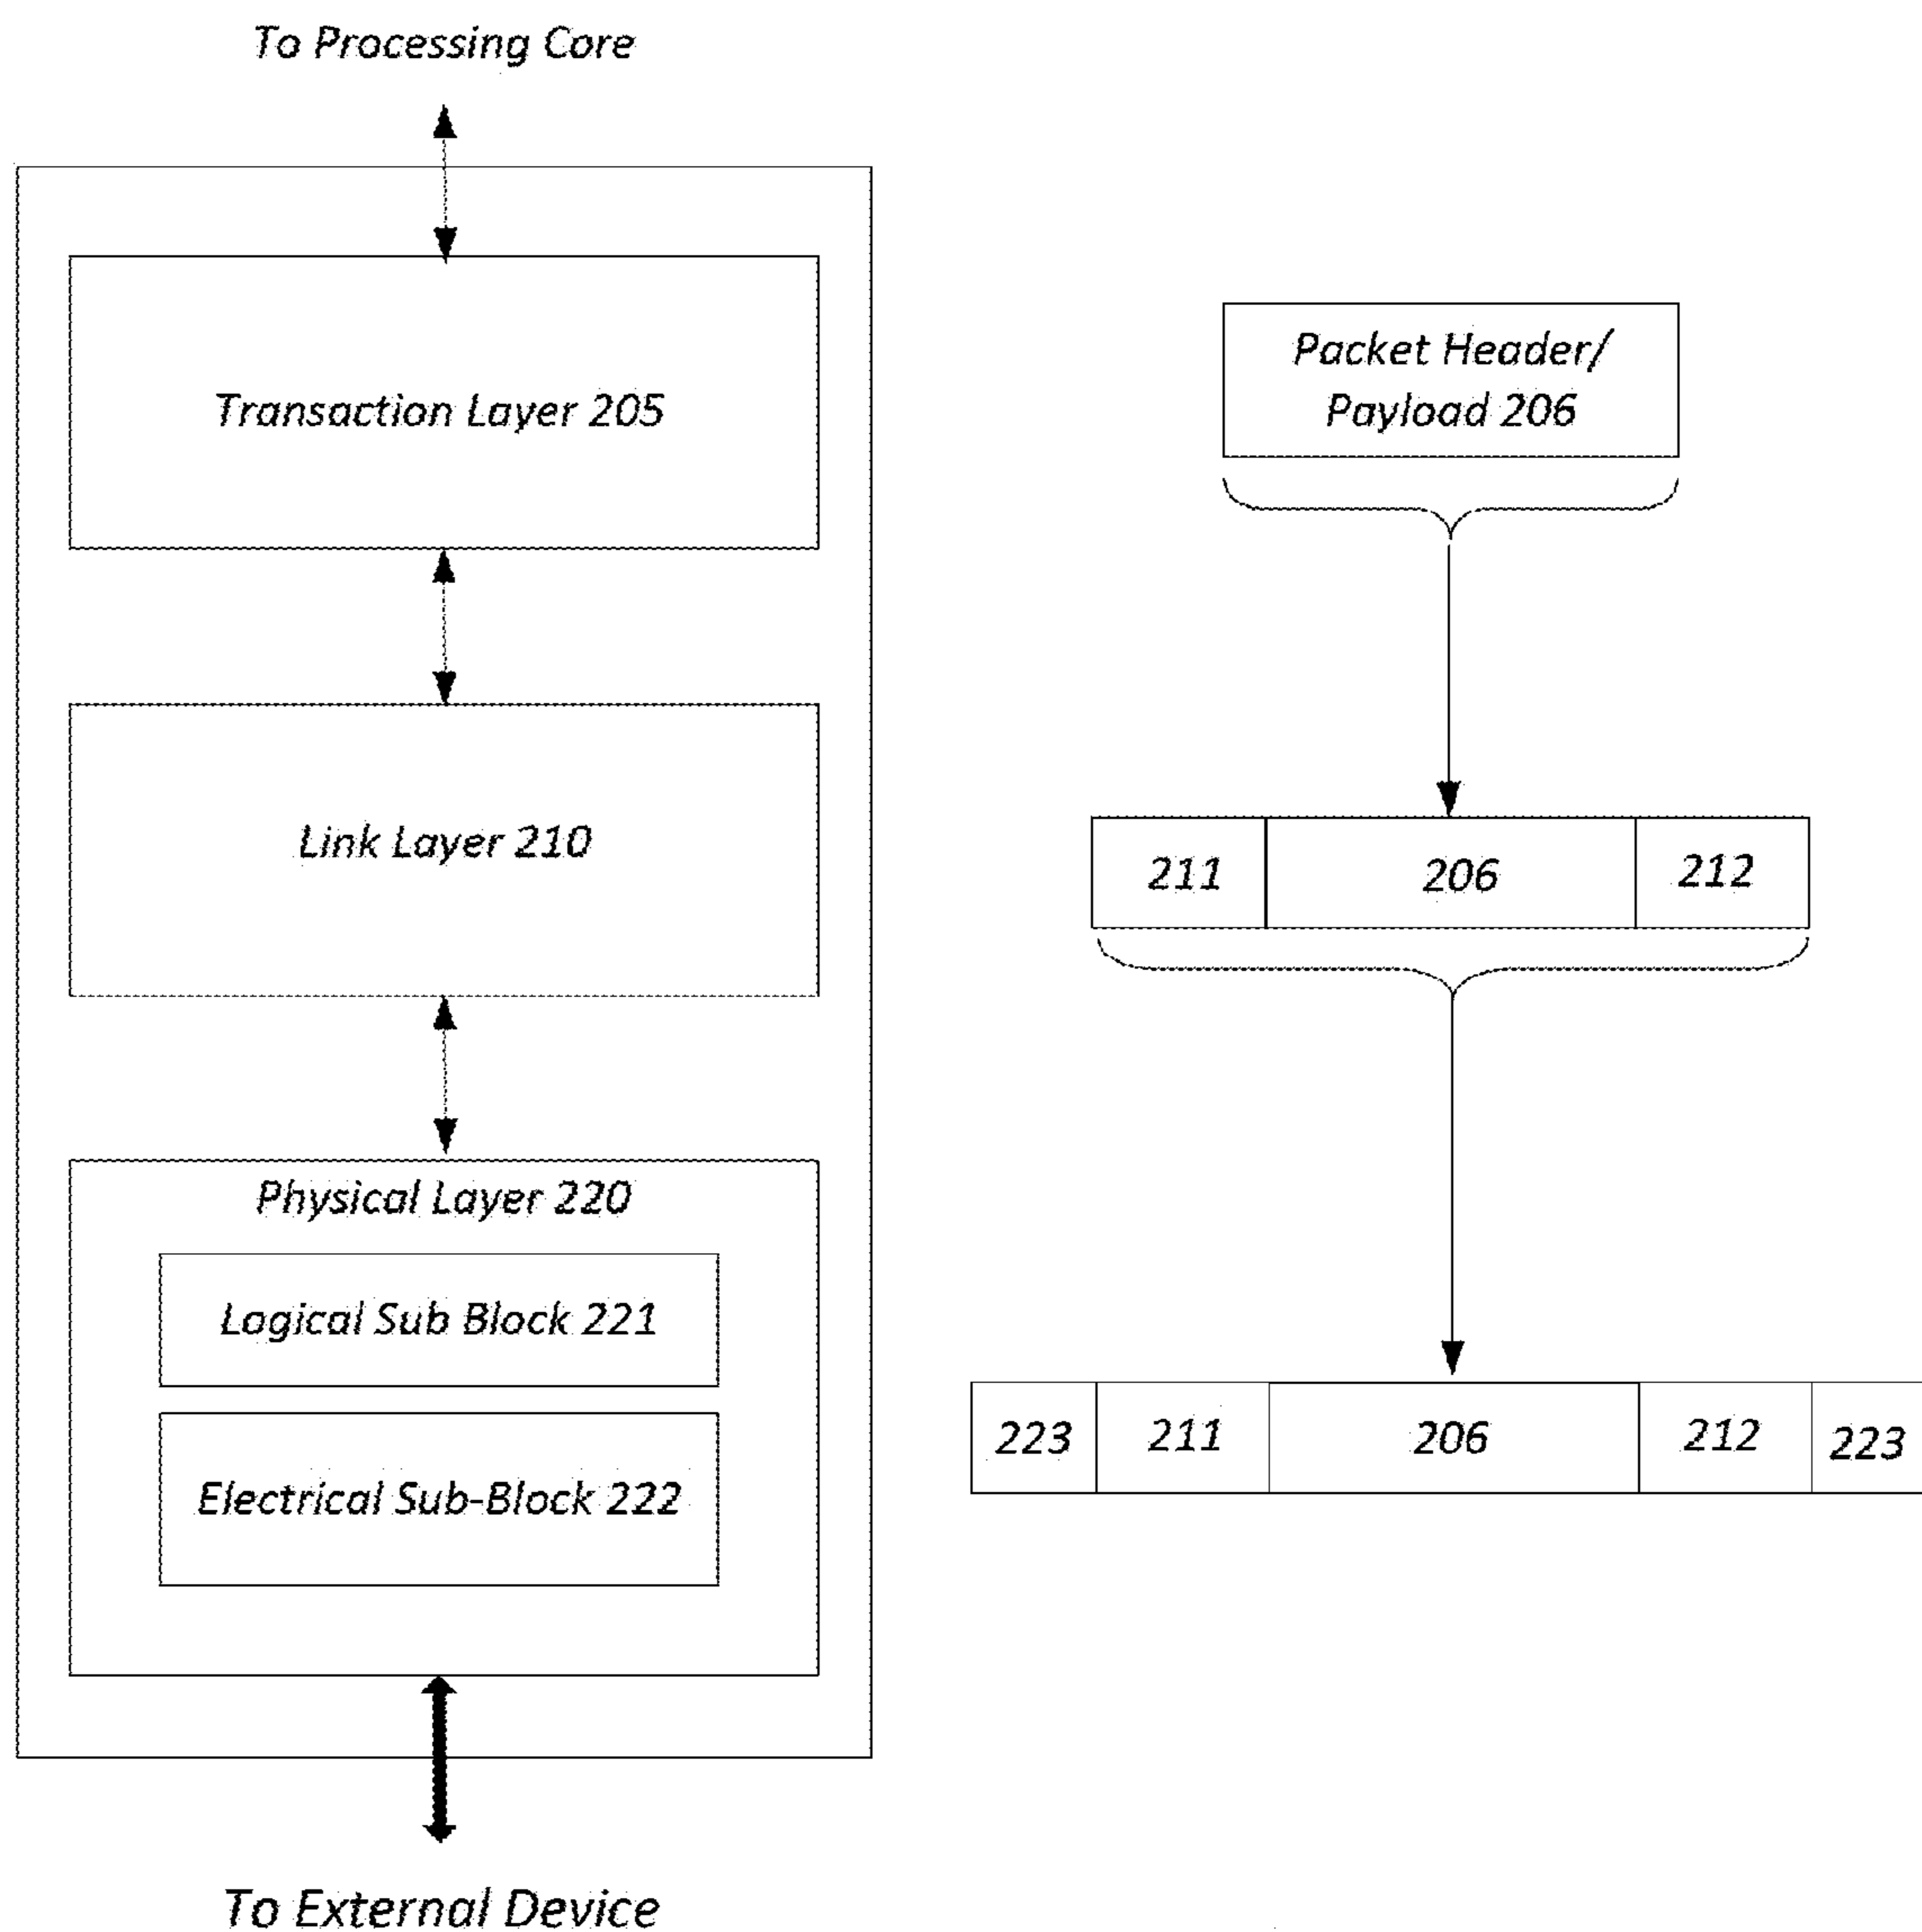 To Processing Core
Transaction Layer 205
Packet Header/
Payload 206
Link Layer 210
211 206 212
Physical Layer 220
Logical Sub Block 221
Electrical Sub-Block 222
223 211 206 212 223
To External Device